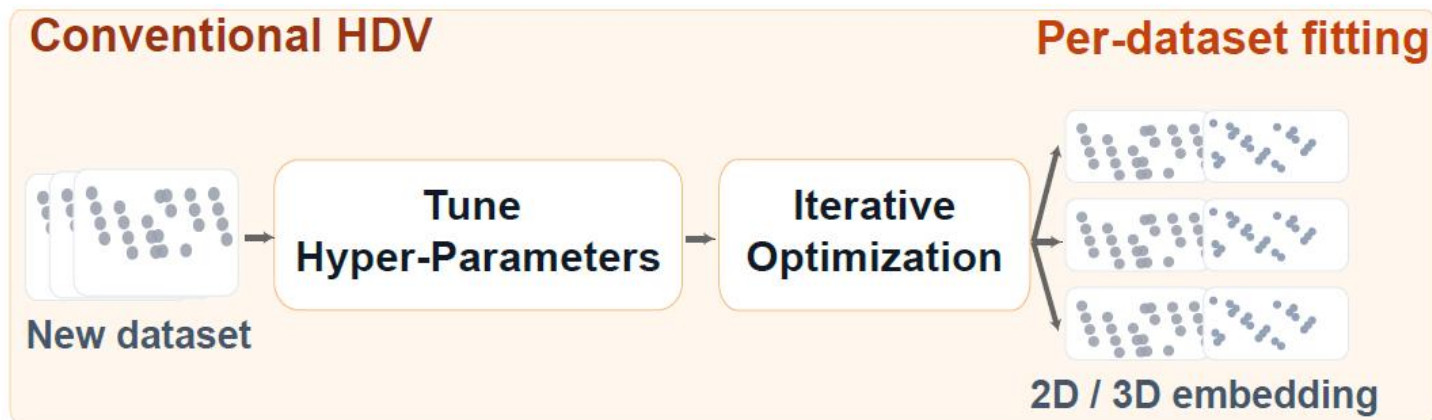 Conventional HDV
Per-dataset fitting
Tune
Hyper-Parameters
Iterative
Optimization
New dataset
2D / 3D embedding